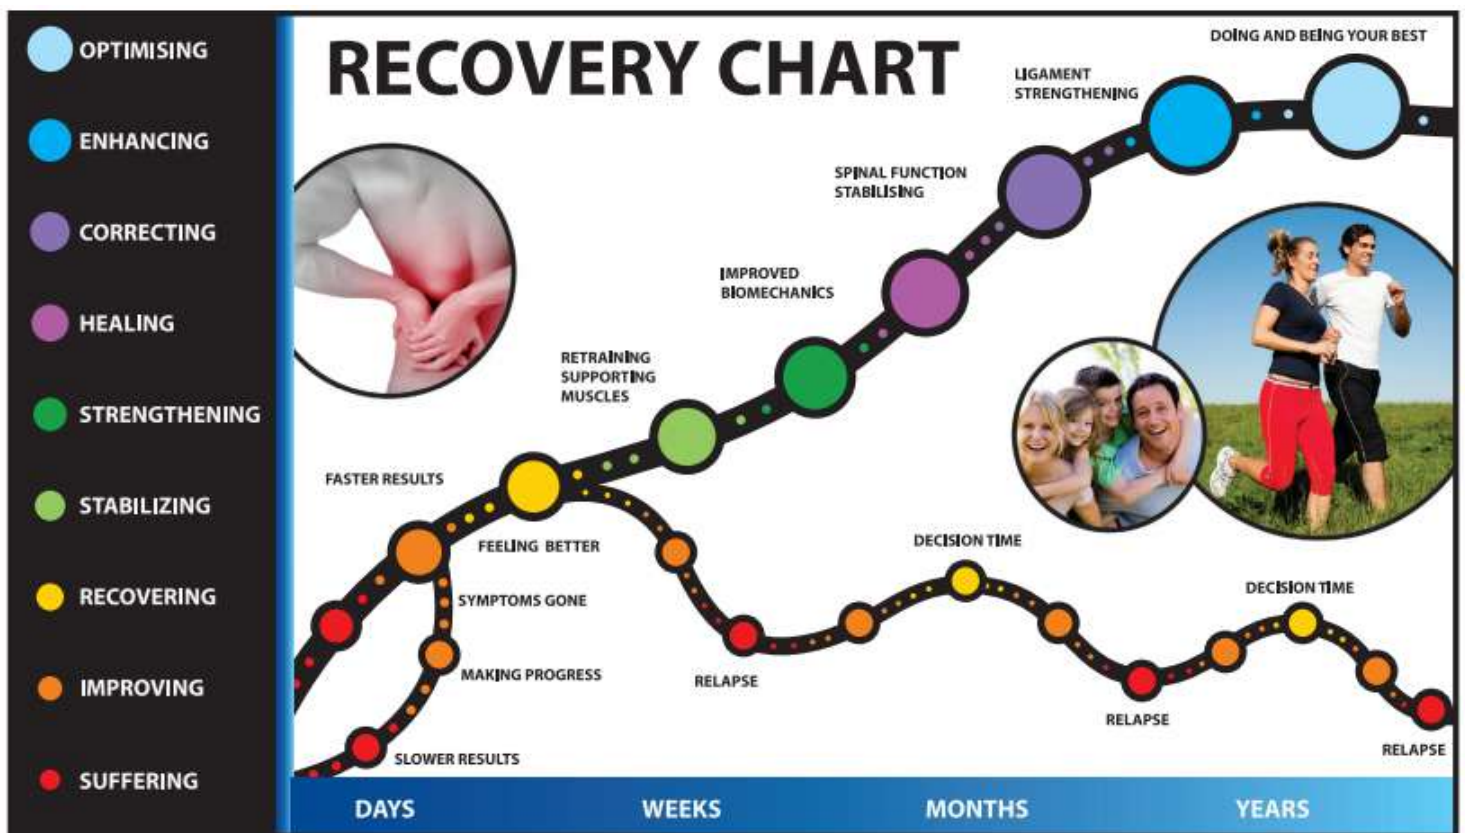 RECOVERY CHART
OPTIMISING
ENHANCING
CORRECTING
HEALING
STRENGTHENING
STABILIZING
RECOVERING
IMPROVING
SUFFERING
DOING AND BEING YOUR BEST
LIGAMENT
STRENGTHENING
SPINAL FUNCTION
STABILISING
IMPROVED
BIOMECHANICS
RETRAINING
SUPPORTING
MUSCLES
FASTER RESULTS
FEELING BETTER
SYMPTOMS GONE
MAKING PROGRESS
SLOWER RESULTS
RELAPSE
DECISION TIME
RELAPSE
DECISION TIME
RELAPSE
DAYS
WEEKS
MONTHS
YEARS